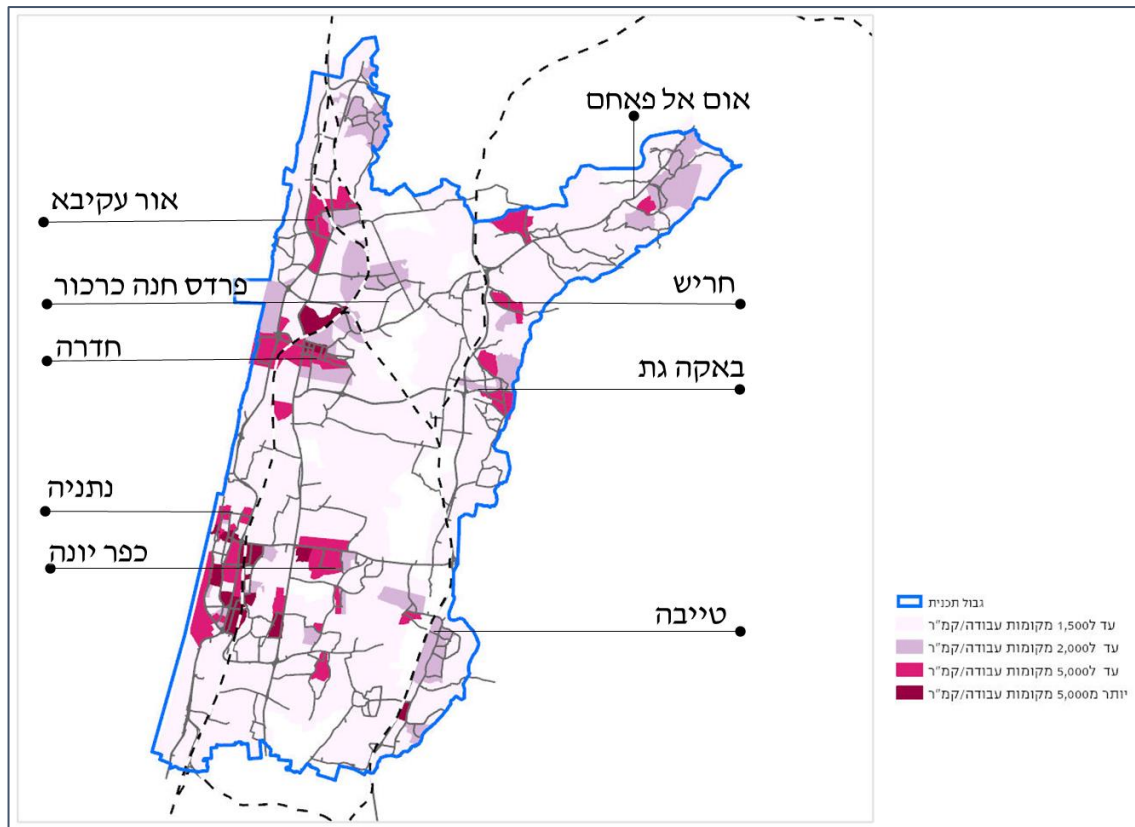 אום אל פאחם
אור עקיבא
פרדס חנה כרכור
חריש
חדרה
באקה גת
נתניה
כפר יונה
טייבה
גבול תכנית
עד ל1,500 מקומות עבודה/קמ"ר
עד ל2,000 מקומות עבודה/קמ"ר
עד ל5,000 מקומות עבודה/קמ"ר
יותר מ5,000 מקומות עבודה/קמ"ר